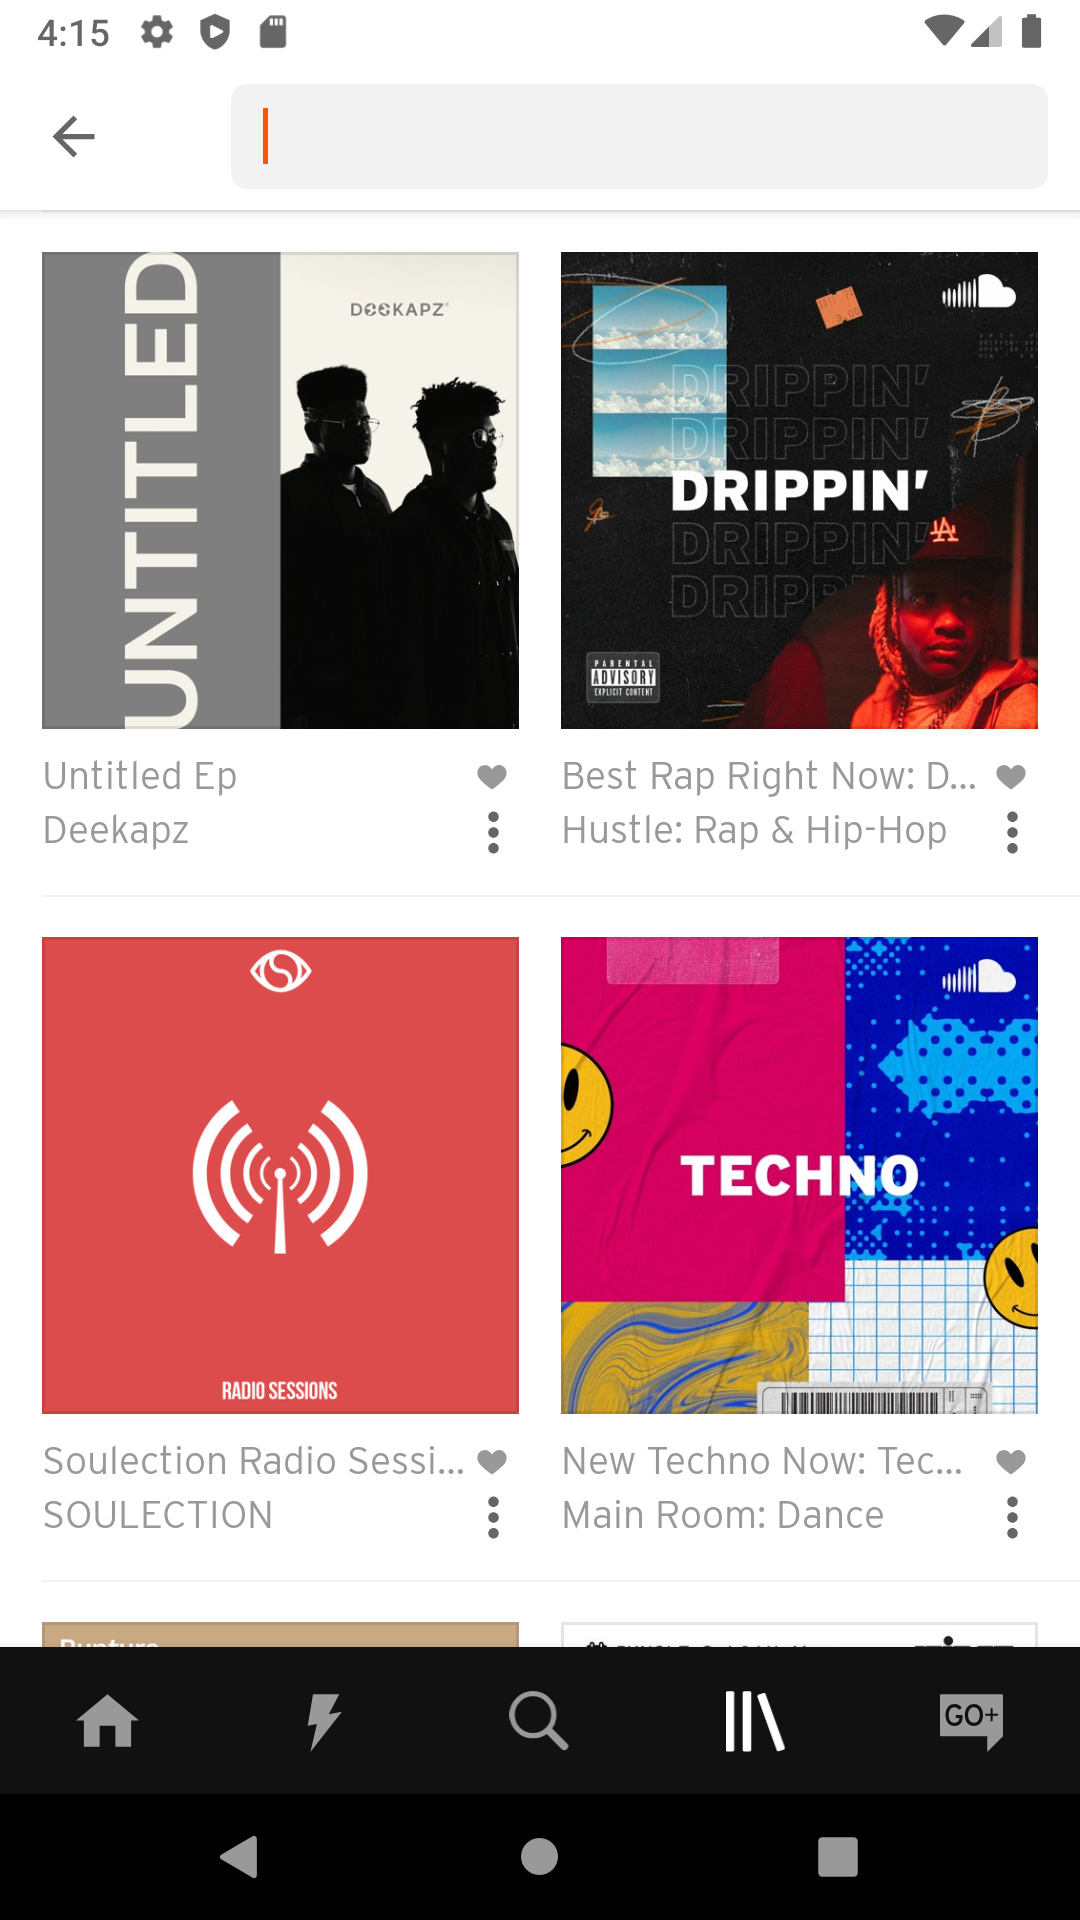 4:15
UNTITLED
DEEKAPZ
DRIPPIN'
DRIPPIN'
DRIPPIN'
DRIPPIN'
DRIPP
LA
PARENTAL
ADVISORY
EXPLICIT CONTENT
Untitled Ep
Deekapz
Best Rap Right Now: D...
Hustle: Rap & Hip-Hop
RADIO SESSIONS
TECHNO
Soulection Radio Sessi...
SOULECTION
New Techno Now: Tec...
Main Room: Dance
GO+